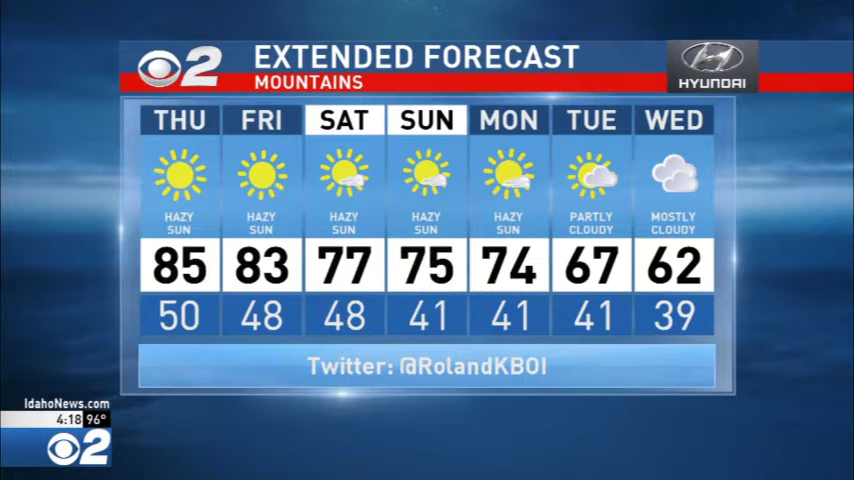 2
EXTENDED FORECAST
MOUNTAINS
HYUNDAI
THU FRI SAT SUN MON TUE WED
HAZY SUN HAZY SUN HAZY SUN HAZY SUN HAZY SUN PARTLY CLOUDY MOSTLY CLOUDY
85 83 77 75 74 67 62
50 48 48 41 41 41 39
Twitter: @RolandKBOI
IdahoNews.com
4:18 96°
2